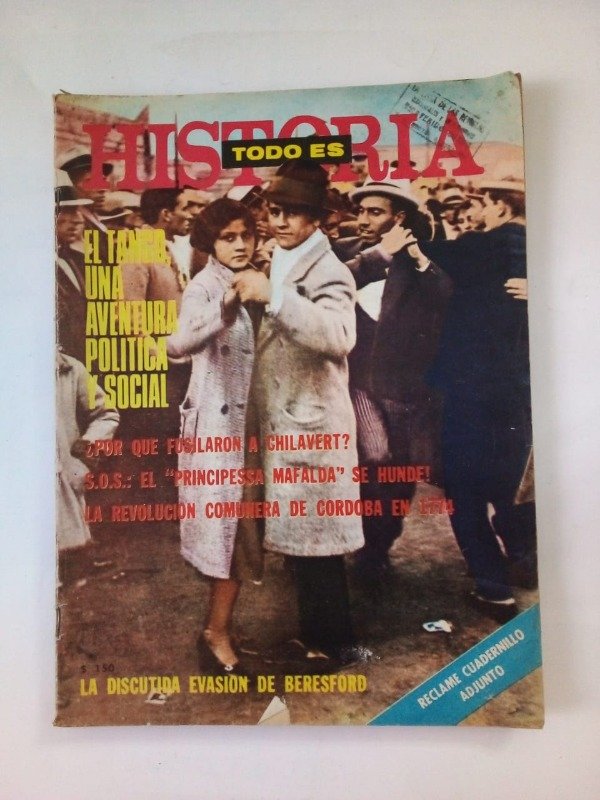 HISTORIA
TODO ES
EL TANGO,
UNA
AVENTURA
POLITICA
Y SOCIAL
¿POR QUE FUSILARON A CHILAVERT?
S.O.S.: EL "PRINCIPESSA MAFALDA" SE HUNDE!
LA REVOLUCION COMUNERA DE CORDOBA EN 1774
$ 150
LA DISCUTIDA EVASION DE BERESFORD
RECLAME CUADERNILLO
ADJUNTO